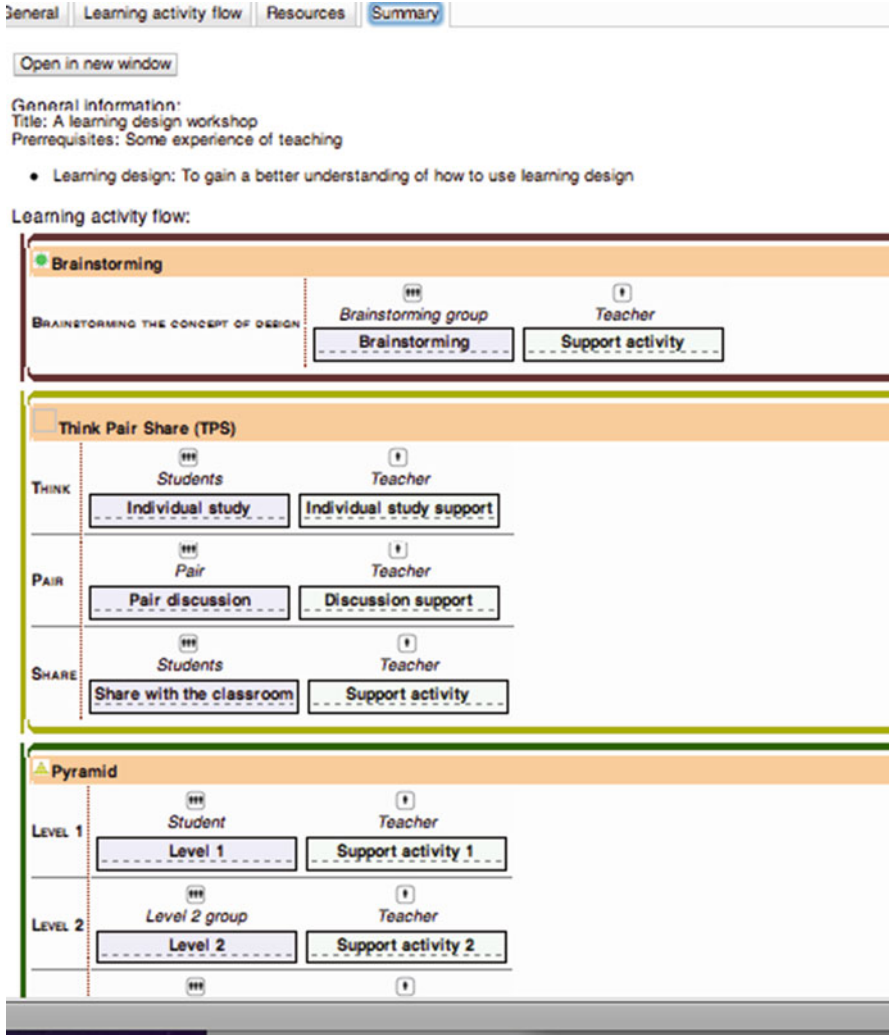 General Learning activity flow Resources Summary
Open in new window
General information:
Title: A learning design workshop
Prerrequisites: Some experience of teaching
• Learning design: To gain a better understanding of how to use learning design
Learning activity flow:
Brainstorming
Brainstorming group Teacher
BRAINSTORMING THE CONCEPT OF DESIGN Brainstorming Support activity
Think Pair Share (TPS)
Students Teacher
THINK Individual study Individual study support
Pair Teacher
PAIR Pair discussion Discussion support
Students Teacher
SHARE Share with the classroom Support activity
Pyramid
Student Teacher
LEVEL 1 Level 1 Support activity 1
Level 2 group Teacher
LEVEL 2 Level 2 Support activity 2